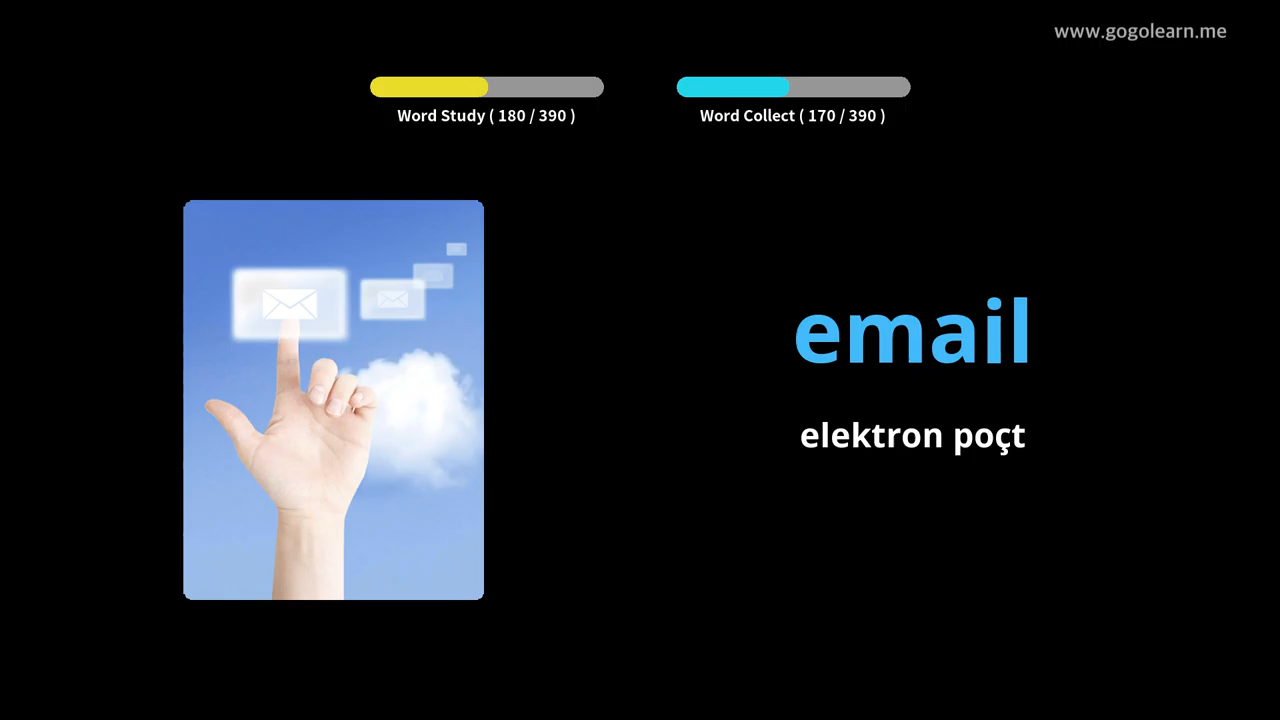 www.gogolearn.me
Word Study ( 180 / 390 )
Word Collect ( 170 / 390 )
email
elektron poçt